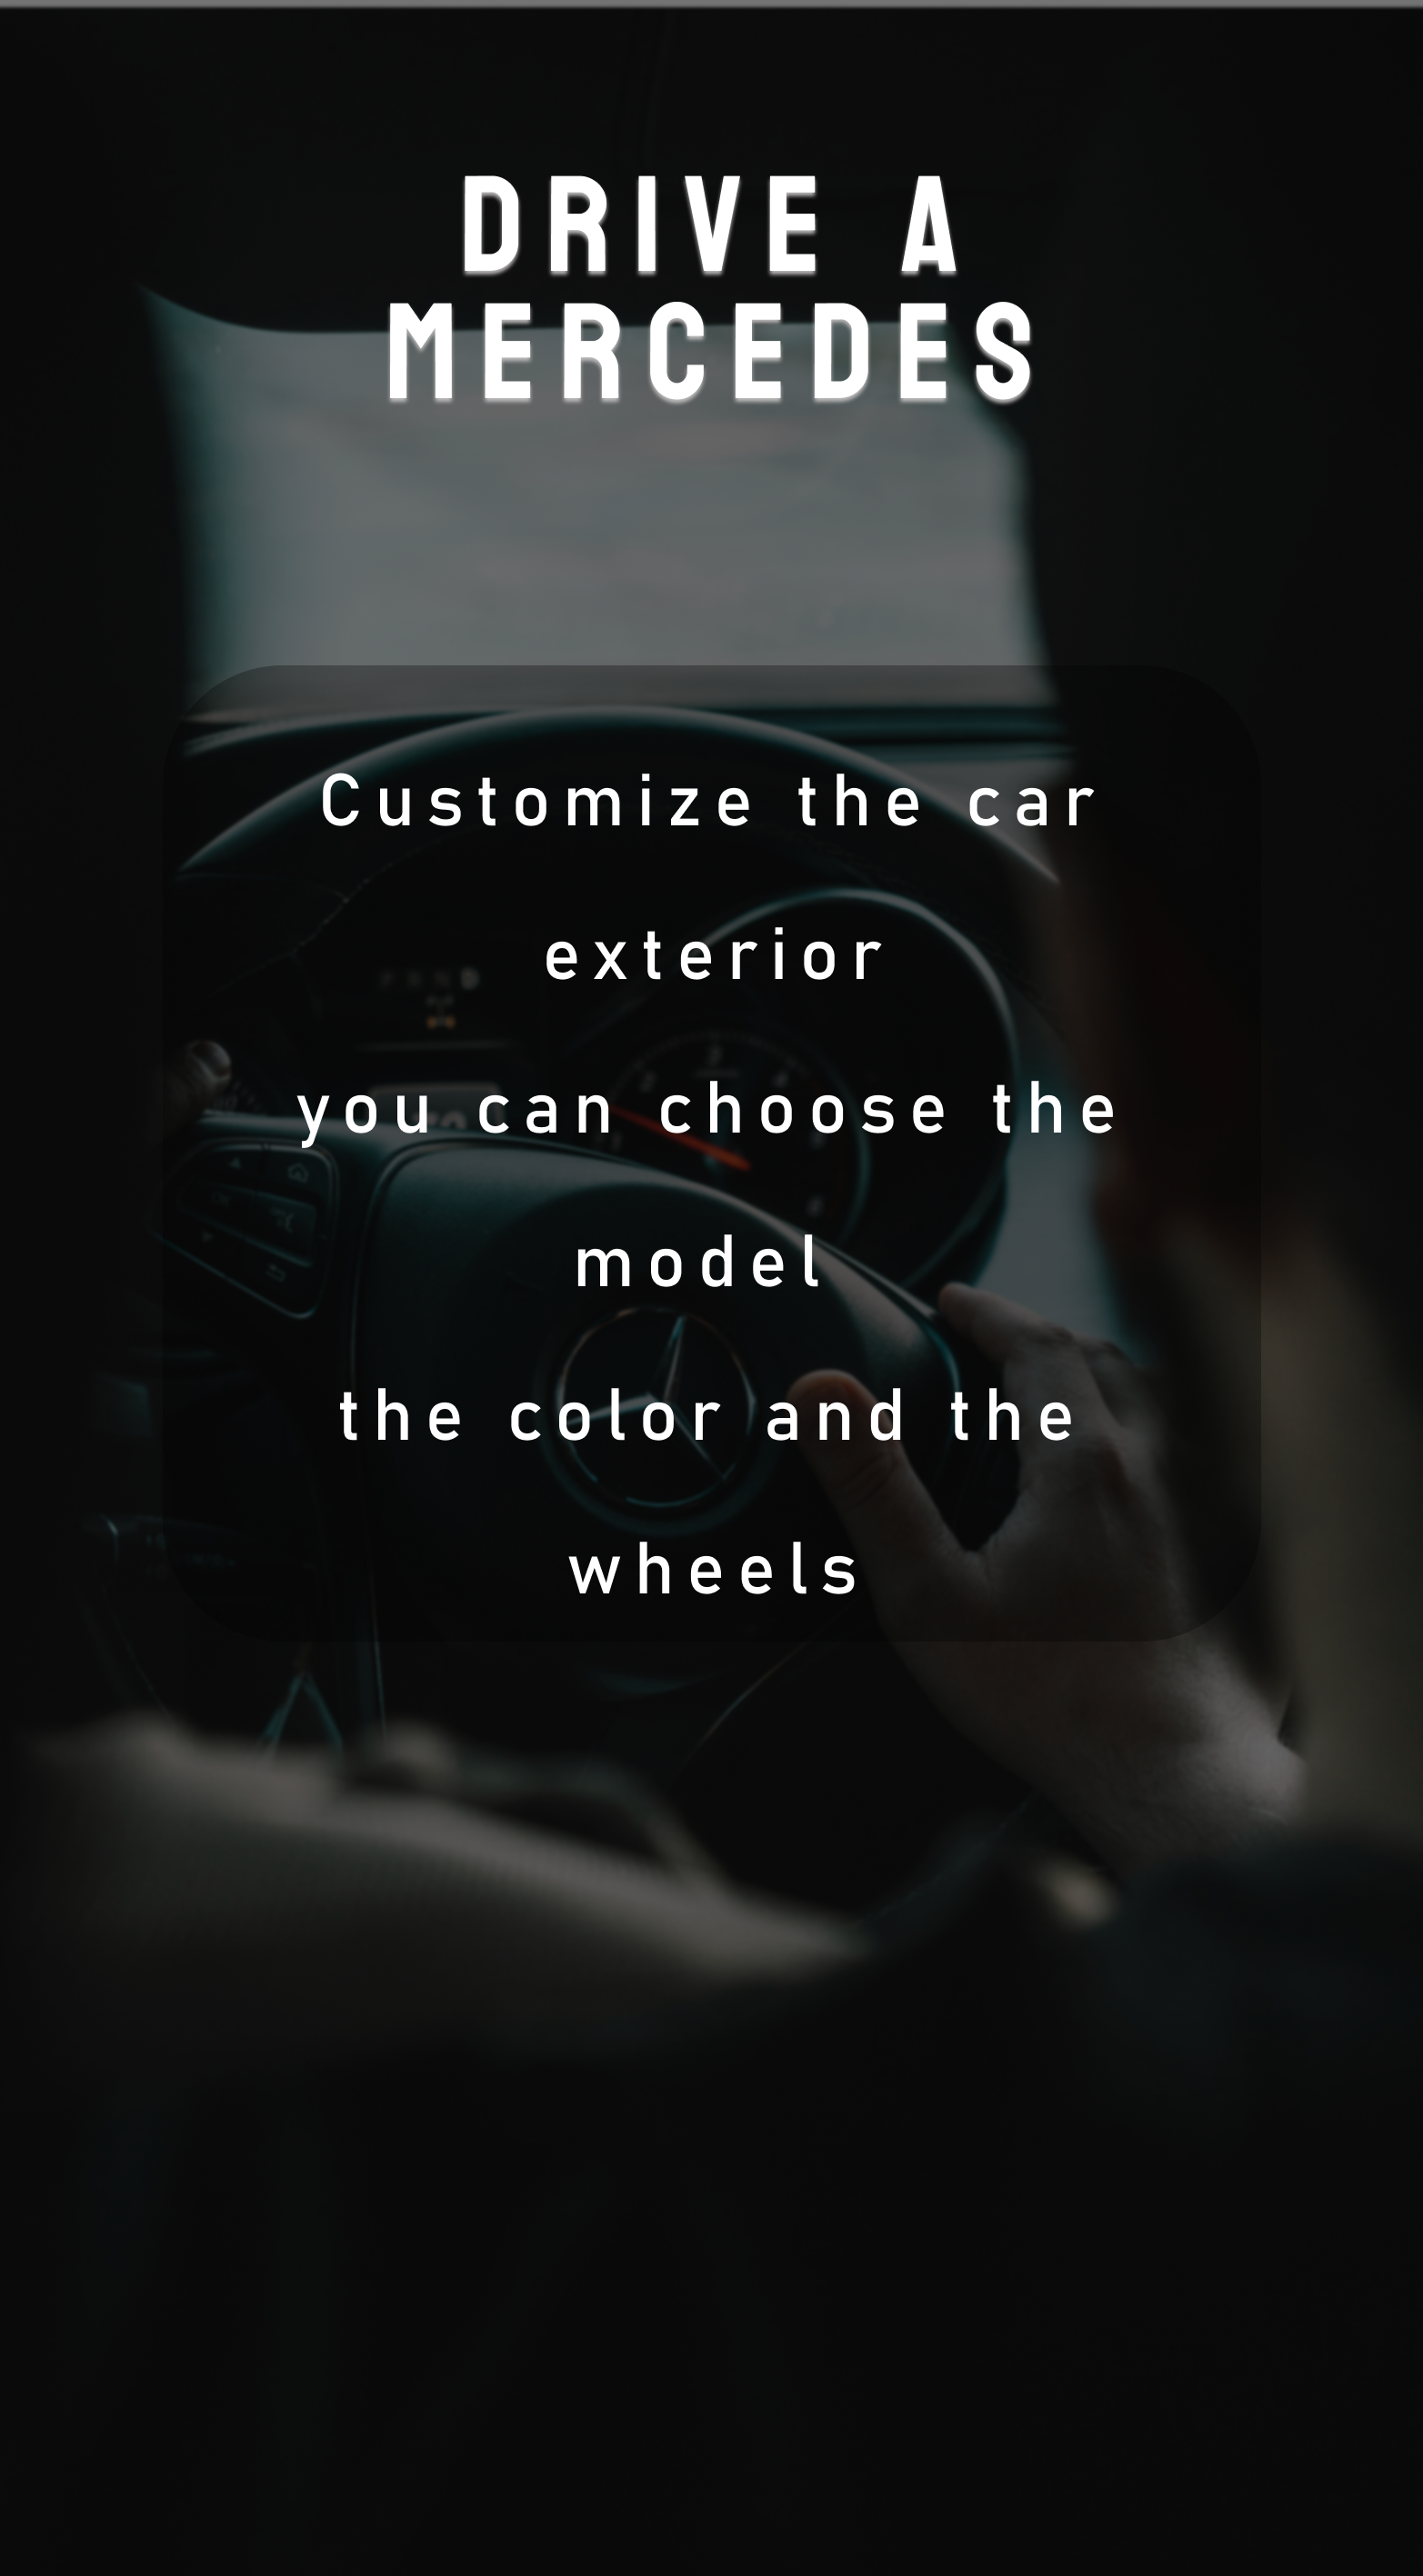 DRIVE A
MERCEDES
Customize the car
exterior
you can choose the
model
the color and the
wheels